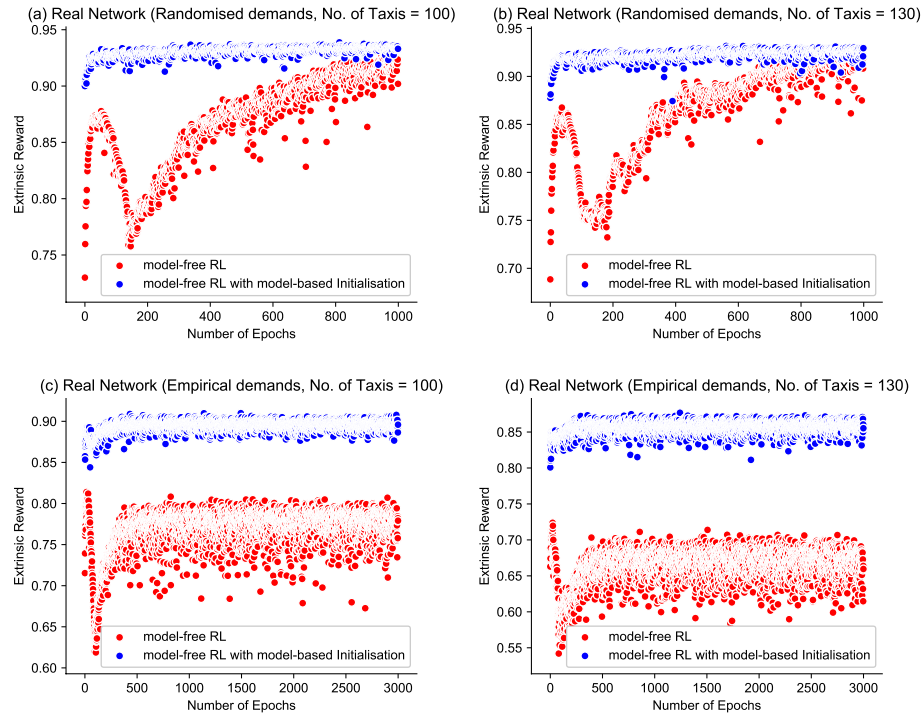 (a) Real Network (Randomised demands, No. of Taxis = 100)
0.95
0.90
0.85
0.80
0.75
Extrinsic Reward
model-free RL
model-free RL with model-based Initialisation
0 200 400 600 800 1000
Number of Epochs
(b) Real Network (Randomised demands, No. of Taxis = 130)
0.95
0.90
0.85
0.80
0.75
0.70
Extrinsic Reward
model-free RL
model-free RL with model-based Initialisation
0 200 400 600 800 1000
Number of Epochs
(c) Real Network (Empirical demands, No. of Taxis = 100)
0.90
0.85
0.80
0.75
0.70
0.65
0.60
Extrinsic Reward
model-free RL
model-free RL with model-based Initialisation
0 500 1000 1500 2000 2500 3000
Number of Epochs
(d) Real Network (Empirical demands, No. of Taxis = 130)
0.85
0.80
0.75
0.70
0.65
0.60
0.55
Extrinsic Reward
model-free RL
model-free RL with model-based Initialisation
0 500 1000 1500 2000 2500 3000
Number of Epochs